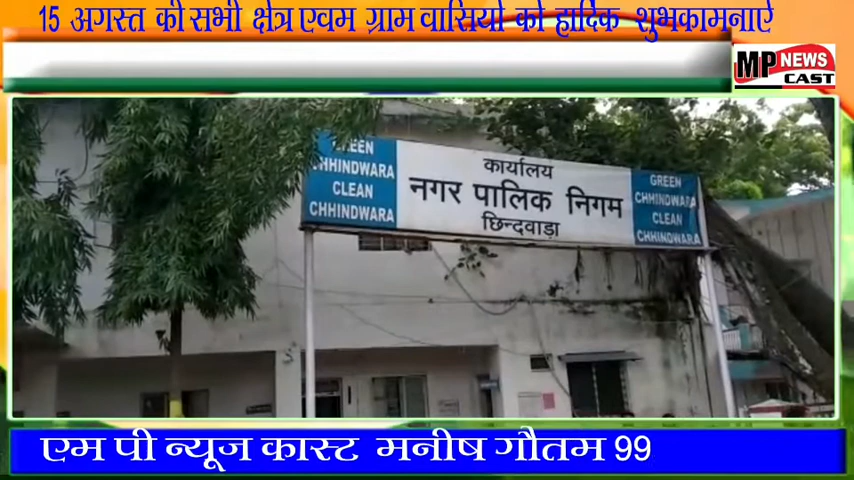 15 अगस्त की सभी क्षेत्र एवम ग्राम वासियो को हार्दिक शुभकामनाऐ
MP NEWS CAST
GREEN
CHHINDWARA
CLEAN
CHHINDWARA
कार्यालय
नगर पालिक निगम
छिन्दवाड़ा
GREEN
CHHINDWARA
CLEAN
CHHINDWARA
एम पी न्यूज कास्ट मनीष गौतम 99